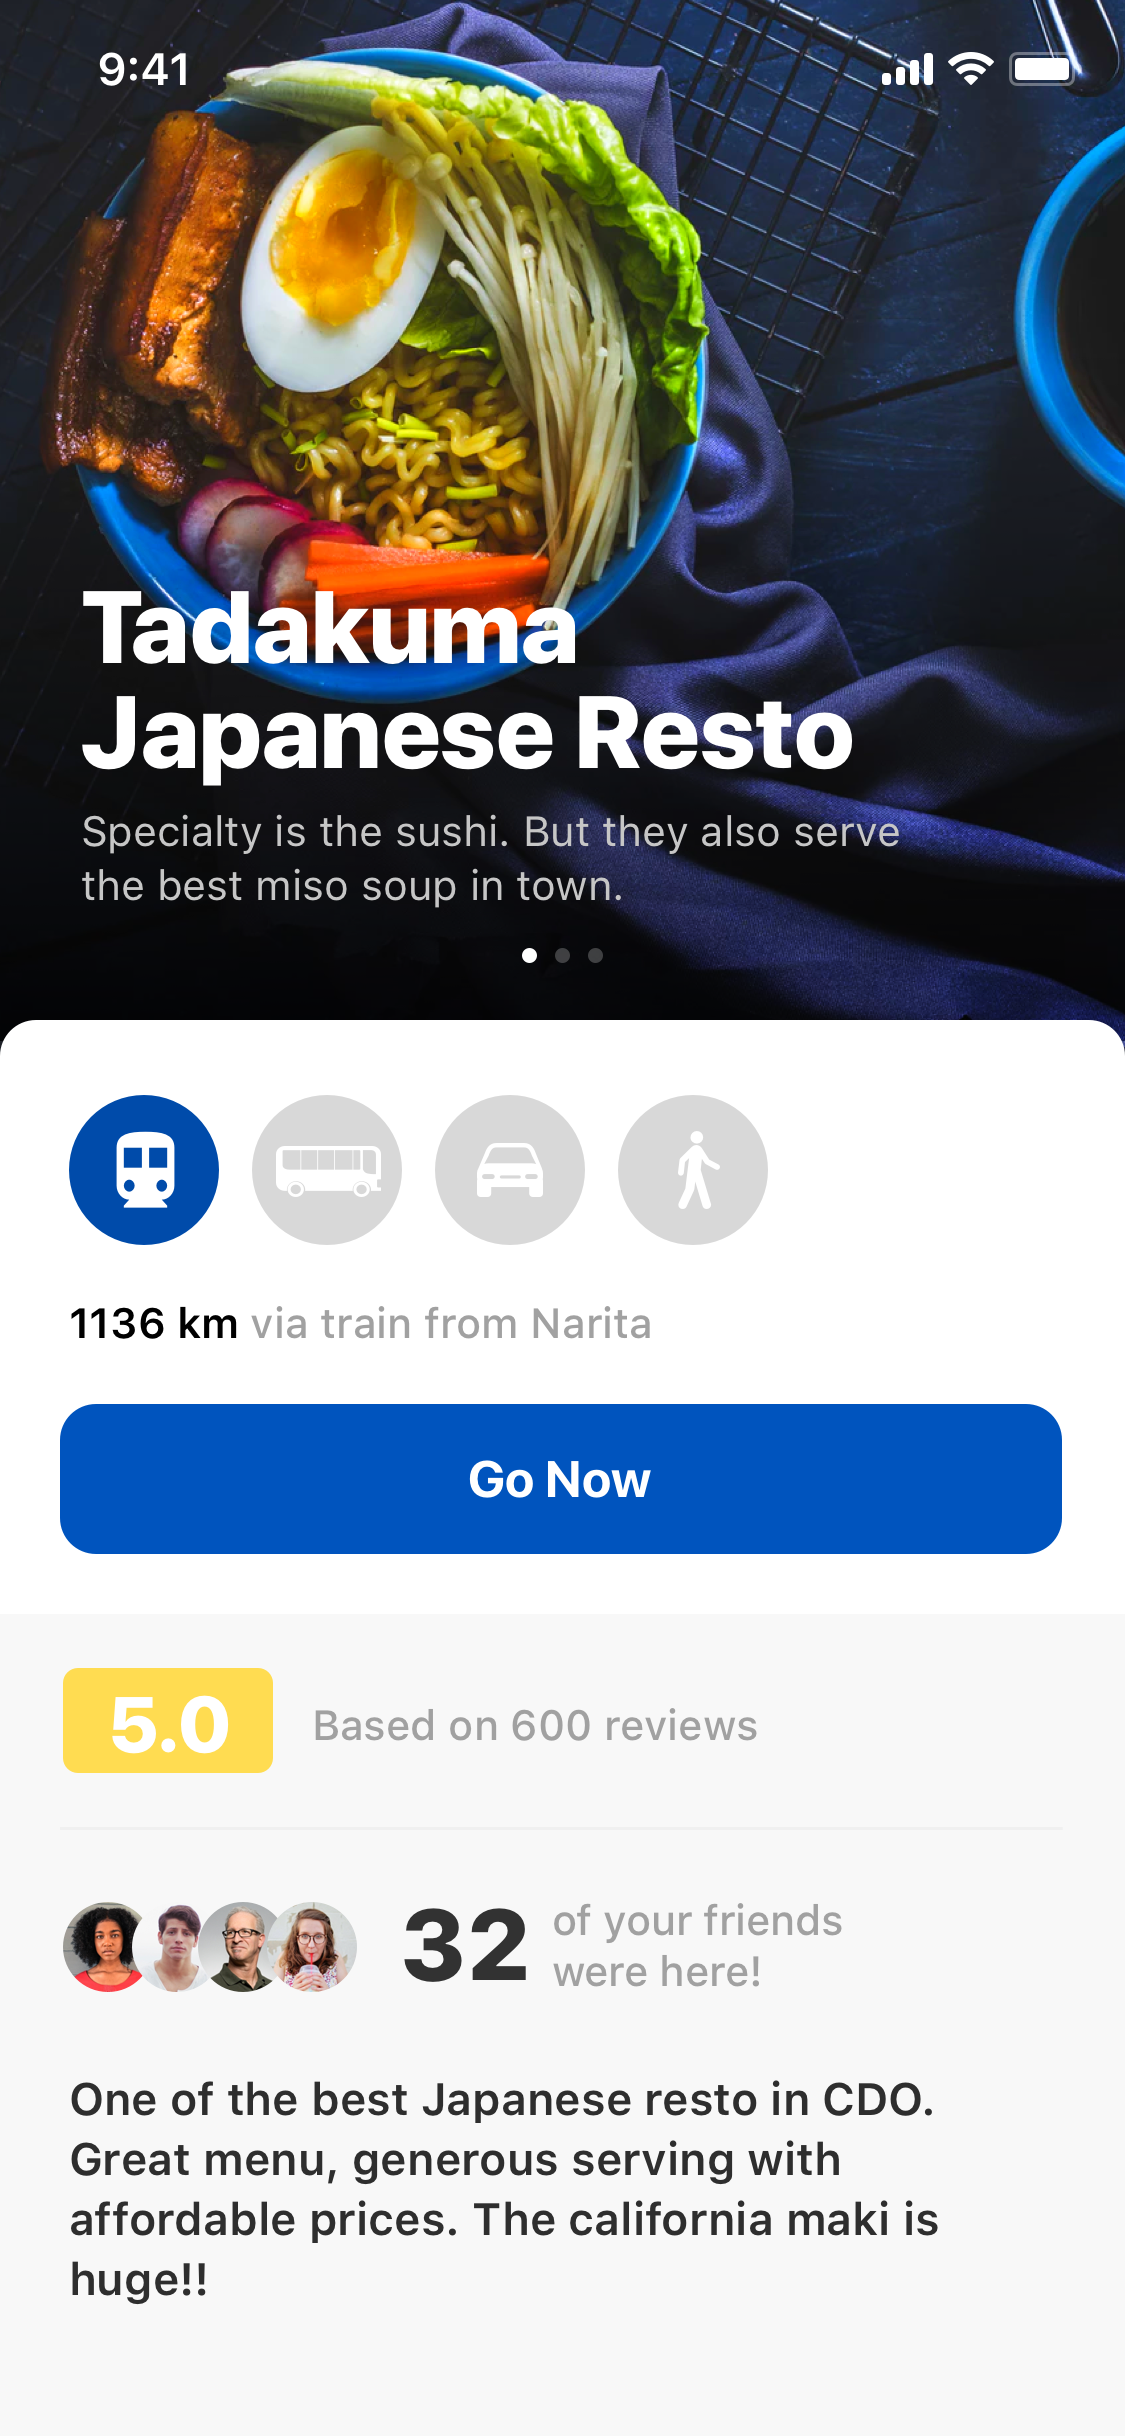 9:41
Tadakuma
Japanese Resto
Specialty is the sushi. But they also serve
the best miso soup in town.
1136 km via train from Narita
Go Now
5.0 Based on 600 reviews
32 of your friends
were here!
One of the best Japanese resto in CDO.
Great menu, generous serving with
affordable prices. The california maki is
huge!!